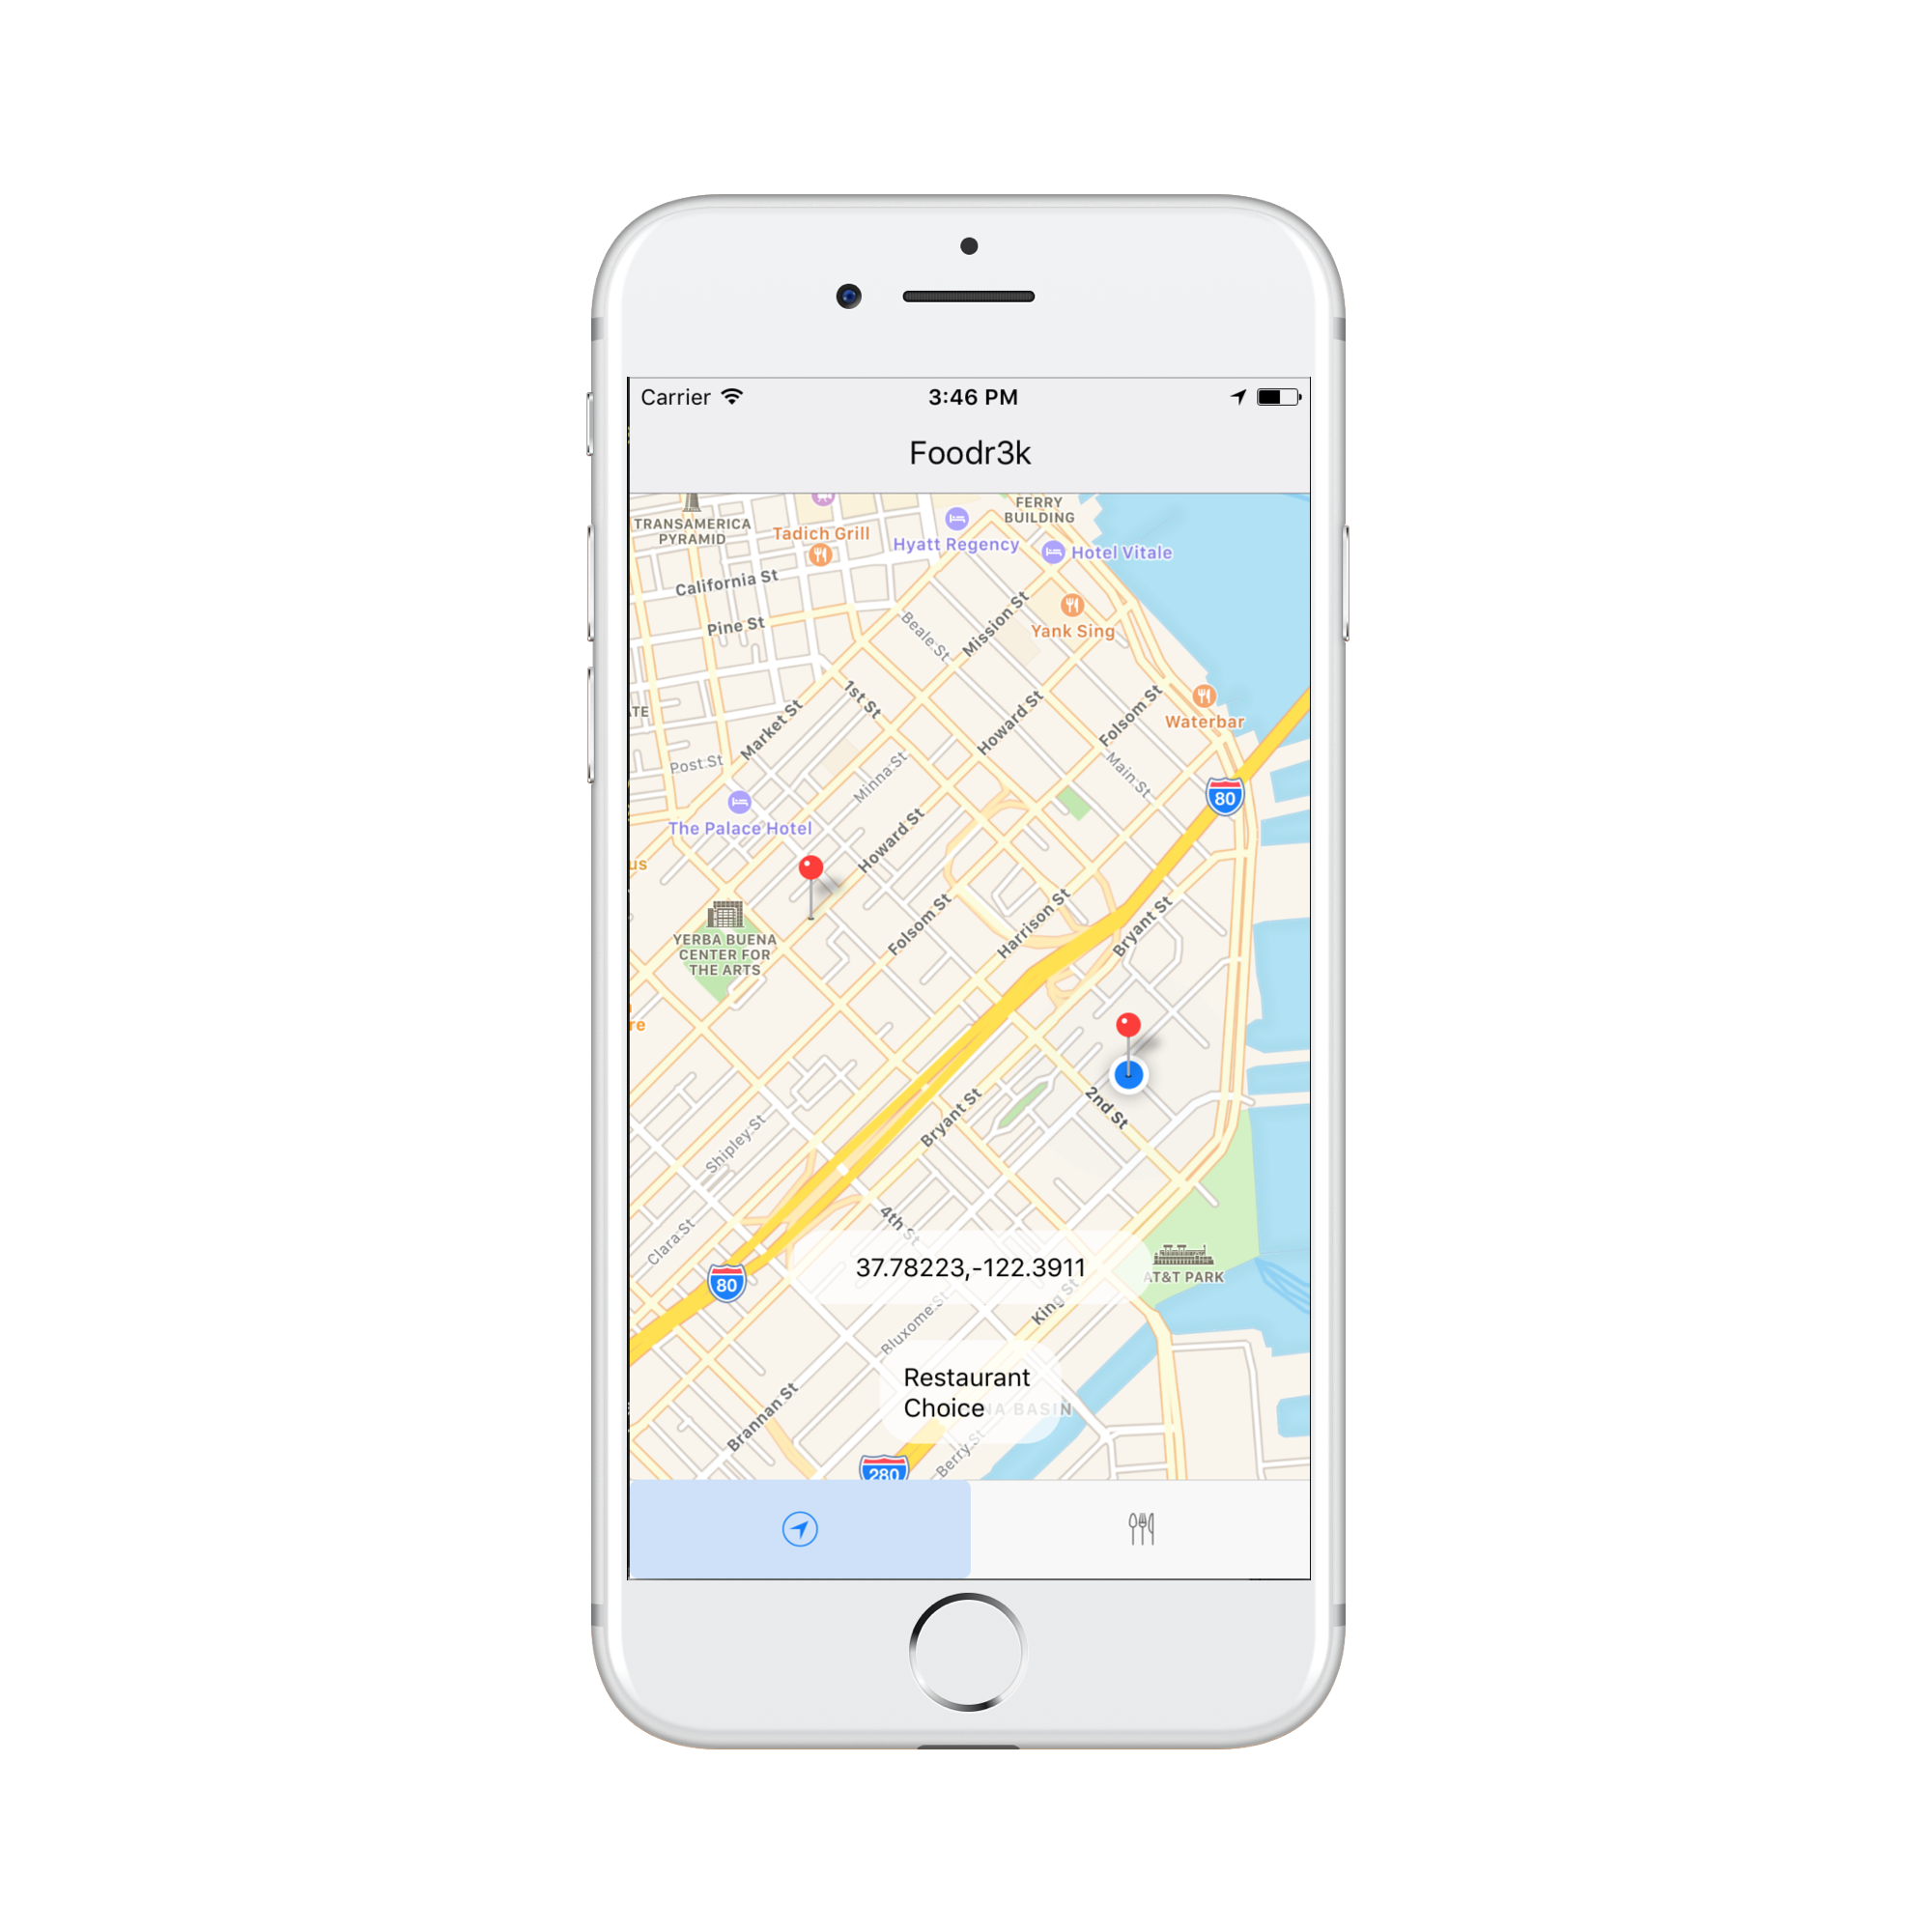 Carrier 3:46 PM
Foodr3k
FERRY
BUILDING
TRANSAMERICA
PYRAMID
Tadich Grill
Hyatt Regency
Hotel Vitale
California St
Pine St
Beale St
Mission St
Yank Sing
1st St
Market St
Howard St
Folsom St
Waterbar
Post St
Minna St
Main St
80
The Palace Hotel
Howard St
YERBA BUENA
CENTER FOR
THE ARTS
Folsom St
Harrison St
Bryant St
2nd St
Bryant St
Shipley St
Clara St
4th St
37.78223,-122.3911
AT&T PARK
80
Bluxome St
King St
Restaurant
Choice
BASIN
Brannan St
Berry St
280